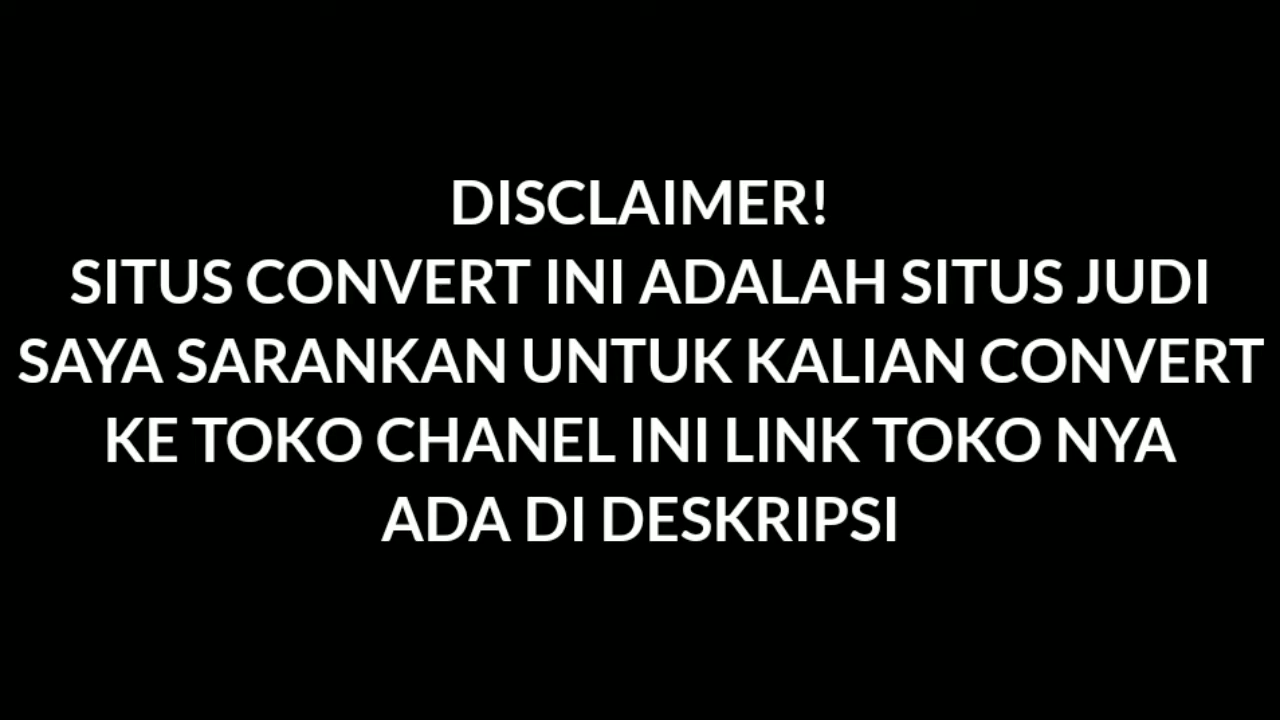 DISCLAIMER!
SITUS CONVERT INI ADALAH SITUS JUDI
SAYA SARANKAN UNTUK KALIAN CONVERT
KE TOKO CHANEL INI LINK TOKO NYA
ADA DI DESKRIPSI